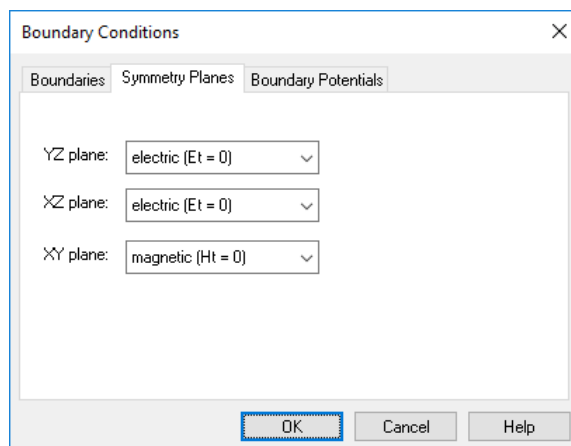 Boundary Conditions
Boundaries Symmetry Planes Boundary Potentials
YZ plane: electric (Et = 0)
XZ plane: electric (Et = 0)
XY plane: magnetic (Ht = 0)
OK Cancel Help